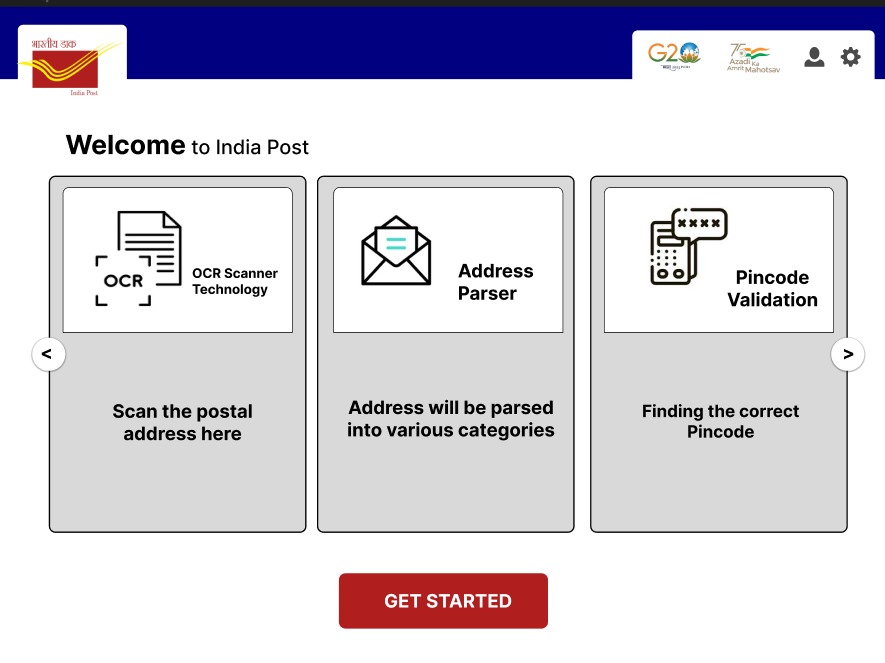 भारतीय डाक
India Post
G20
75
Azadi Ka
Amrit Mahotsav
Welcome to India Post
OCR
OCR Scanner
Technology
Address
Parser
××××
Pincode
Validation
<
>
Scan the postal
address here
Address will be parsed
into various categories
Finding the correct
Pincode
GET STARTED